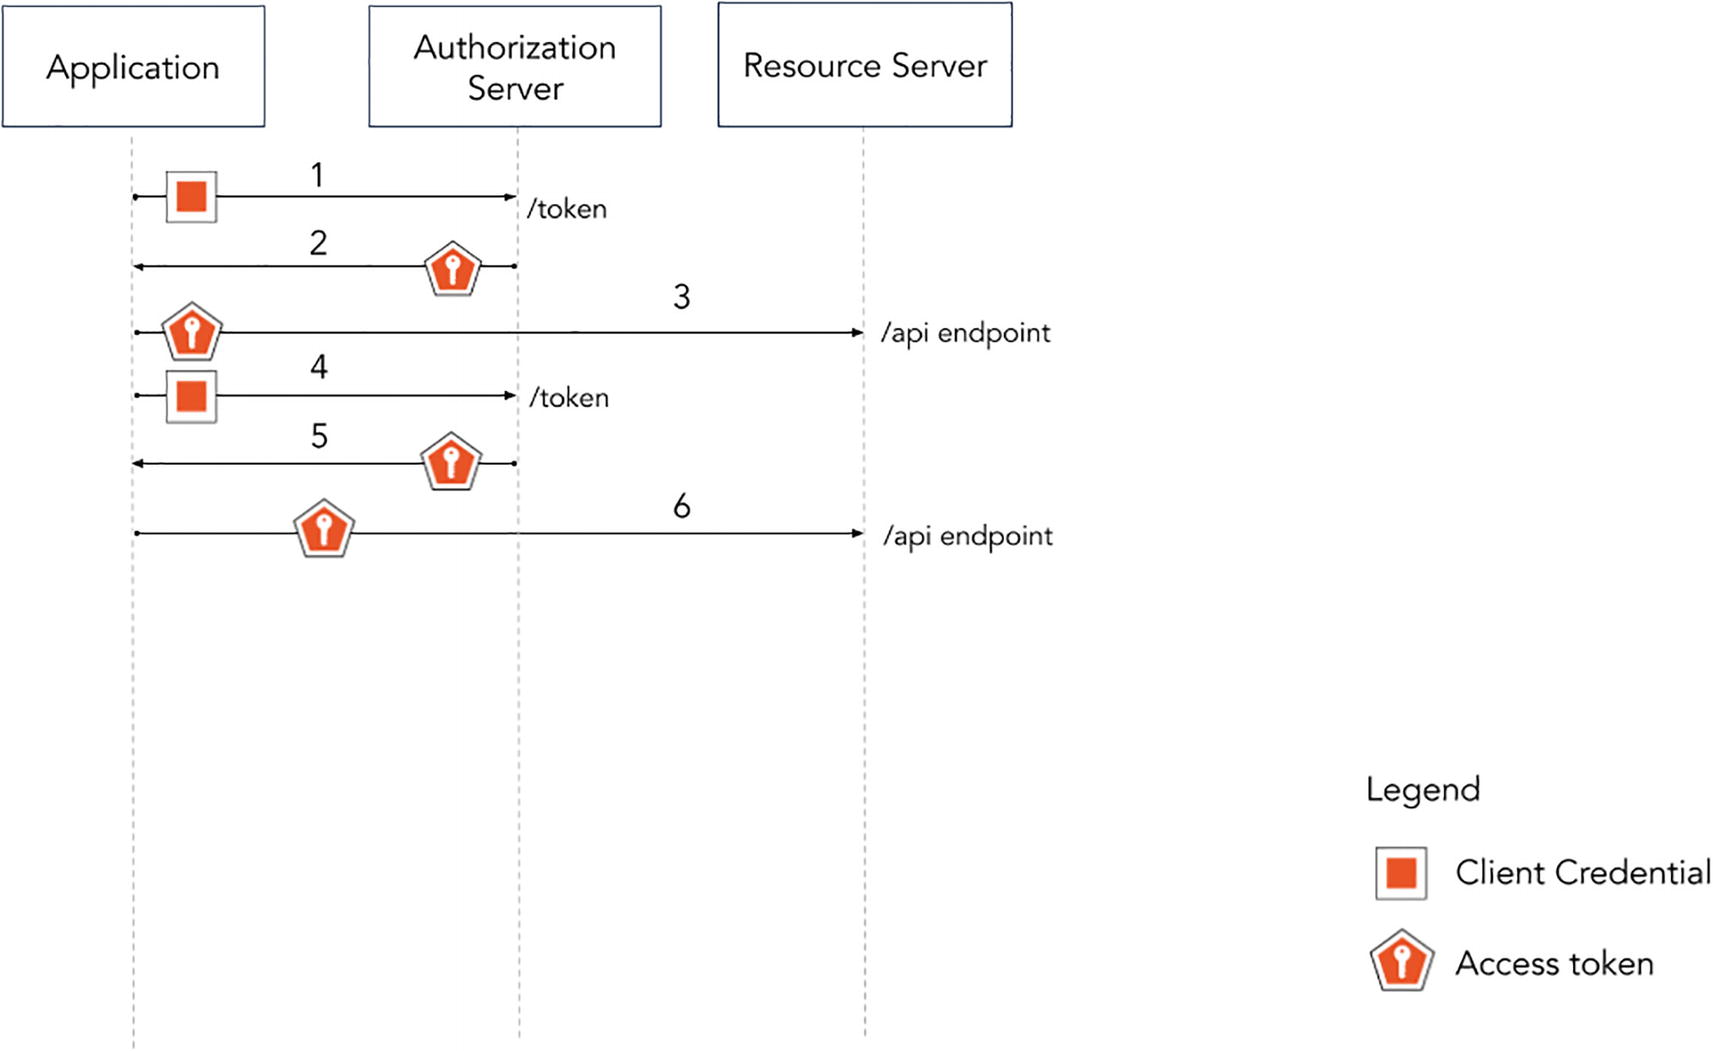 Application
Authorization
Server
Resource Server
1
/token
2
3
/api endpoint
4
/token
5
6
/api endpoint
Legend
Client Credential
Access token